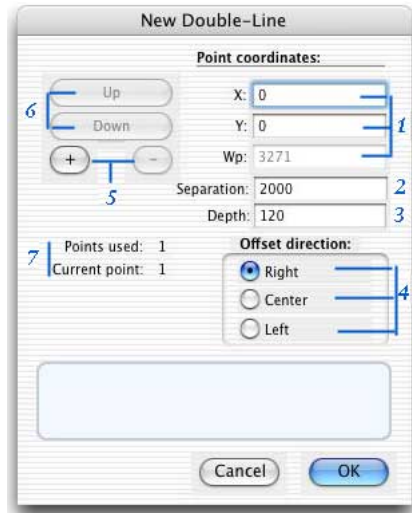 New Double-Line
Point coordinates:
Up
X: 0
6
Down
Y: 0
1
+
-
Wp: 3271
5
Separation: 2000
2
Depth: 120
3
Points used: 1
Offset direction:
7
Current point: 1
Right
Center
4
Left
Cancel
OK